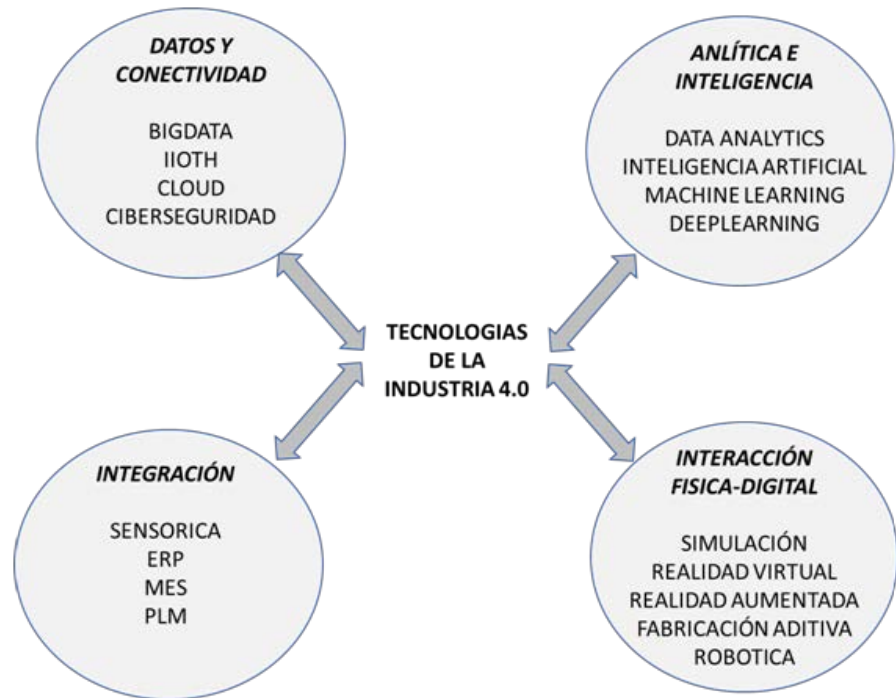 DATOS Y
CONECTIVIDAD
BIGDATA
IIOTH
CLOUD
CIBERSEGURIDAD
ANLÍTICA E
INTELIGENCIA
DATA ANALYTICS
INTELIGENCIA ARTIFICIAL
MACHINE LEARNING
DEEPLEARNING
TECNOLOGIAS
DE LA
INDUSTRIA 4.0
INTEGRACIÓN
SENSORICA
ERP
MES
PLM
INTERACCIÓN
FISICA-DIGITAL
SIMULACIÓN
REALIDAD VIRTUAL
REALIDAD AUMENTADA
FABRICACIÓN ADITIVA
ROBOTICA